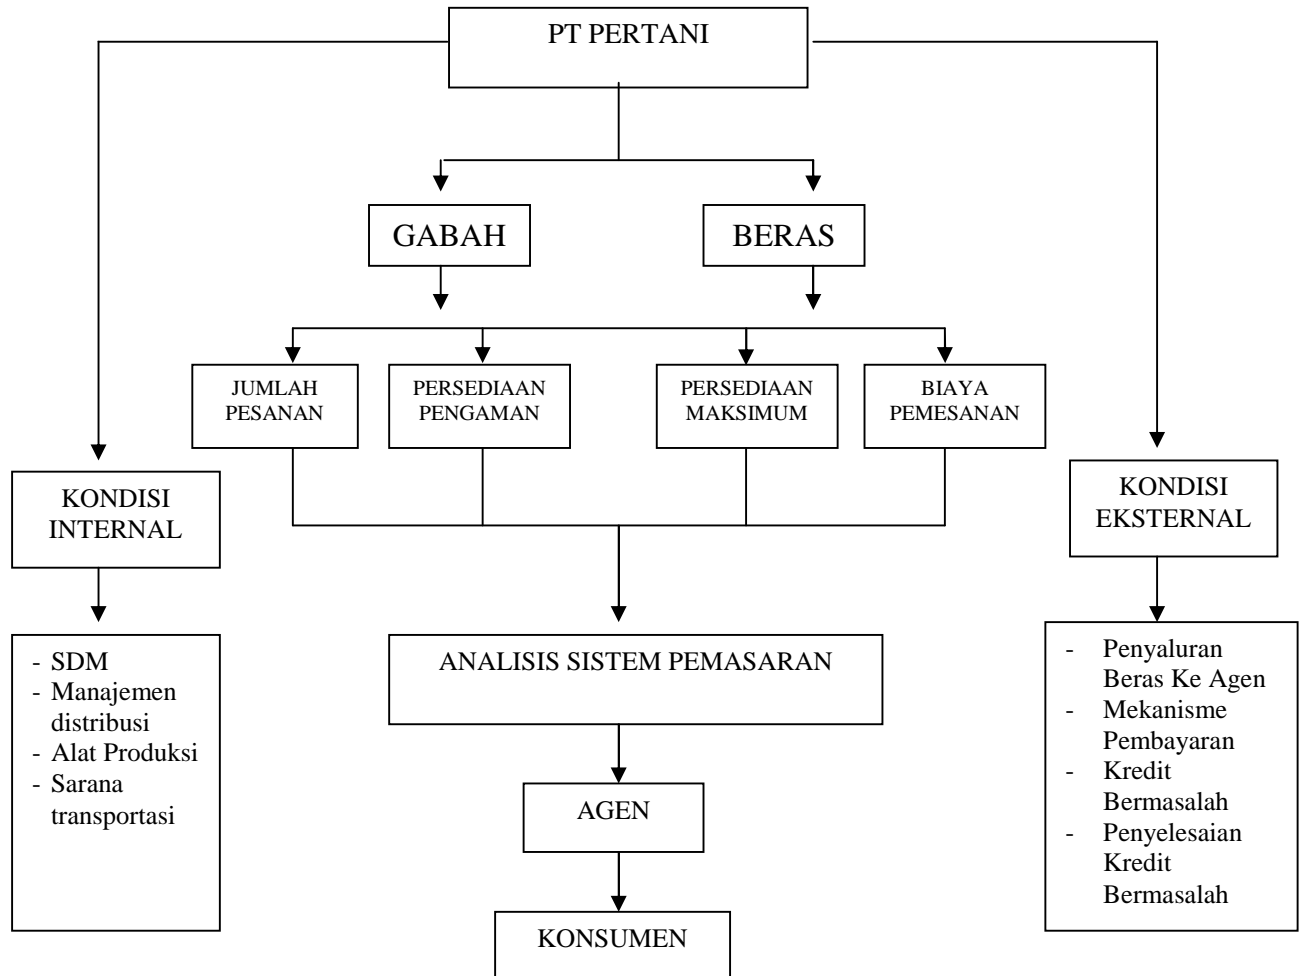 PT PERTANI
GABAH
BERAS
JUMLAH
PESANAN
PERSEDIAAN
PENGAMAN
PERSEDIAAN
MAKSIMUM
BIAYA
PEMESANAN
KONDISI
INTERNAL
KONDISI
EKSTERNAL
- SDM
- Manajemen
distribusi
- Alat Produksi
- Sarana
transportasi
ANALISIS SISTEM PEMASARAN
- Penyaluran
Beras Ke Agen
- Mekanisme
Pembayaran
- Kredit
Bermasalah
- Penyelesaian
Kredit
Bermasalah
AGEN
KONSUMEN